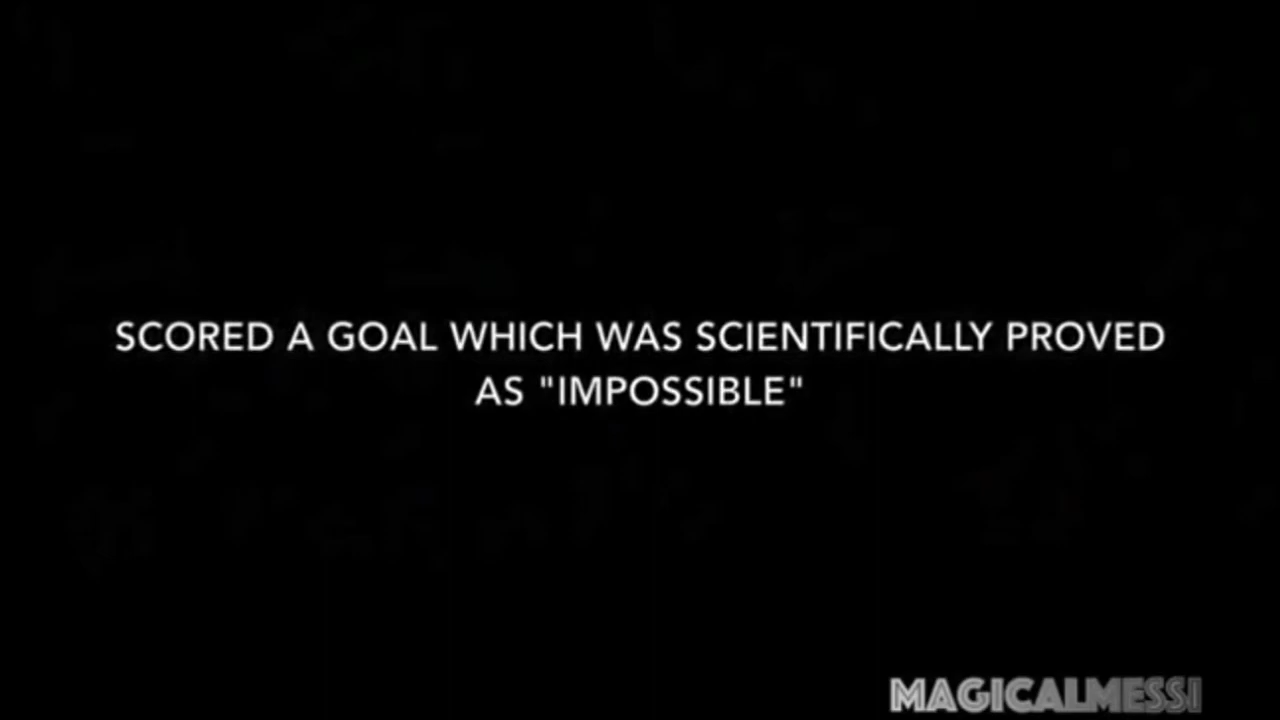 SCORED A GOAL WHICH WAS SCIENTIFICALLY PROVED
AS "IMPOSSIBLE"
MAGICALMESSI